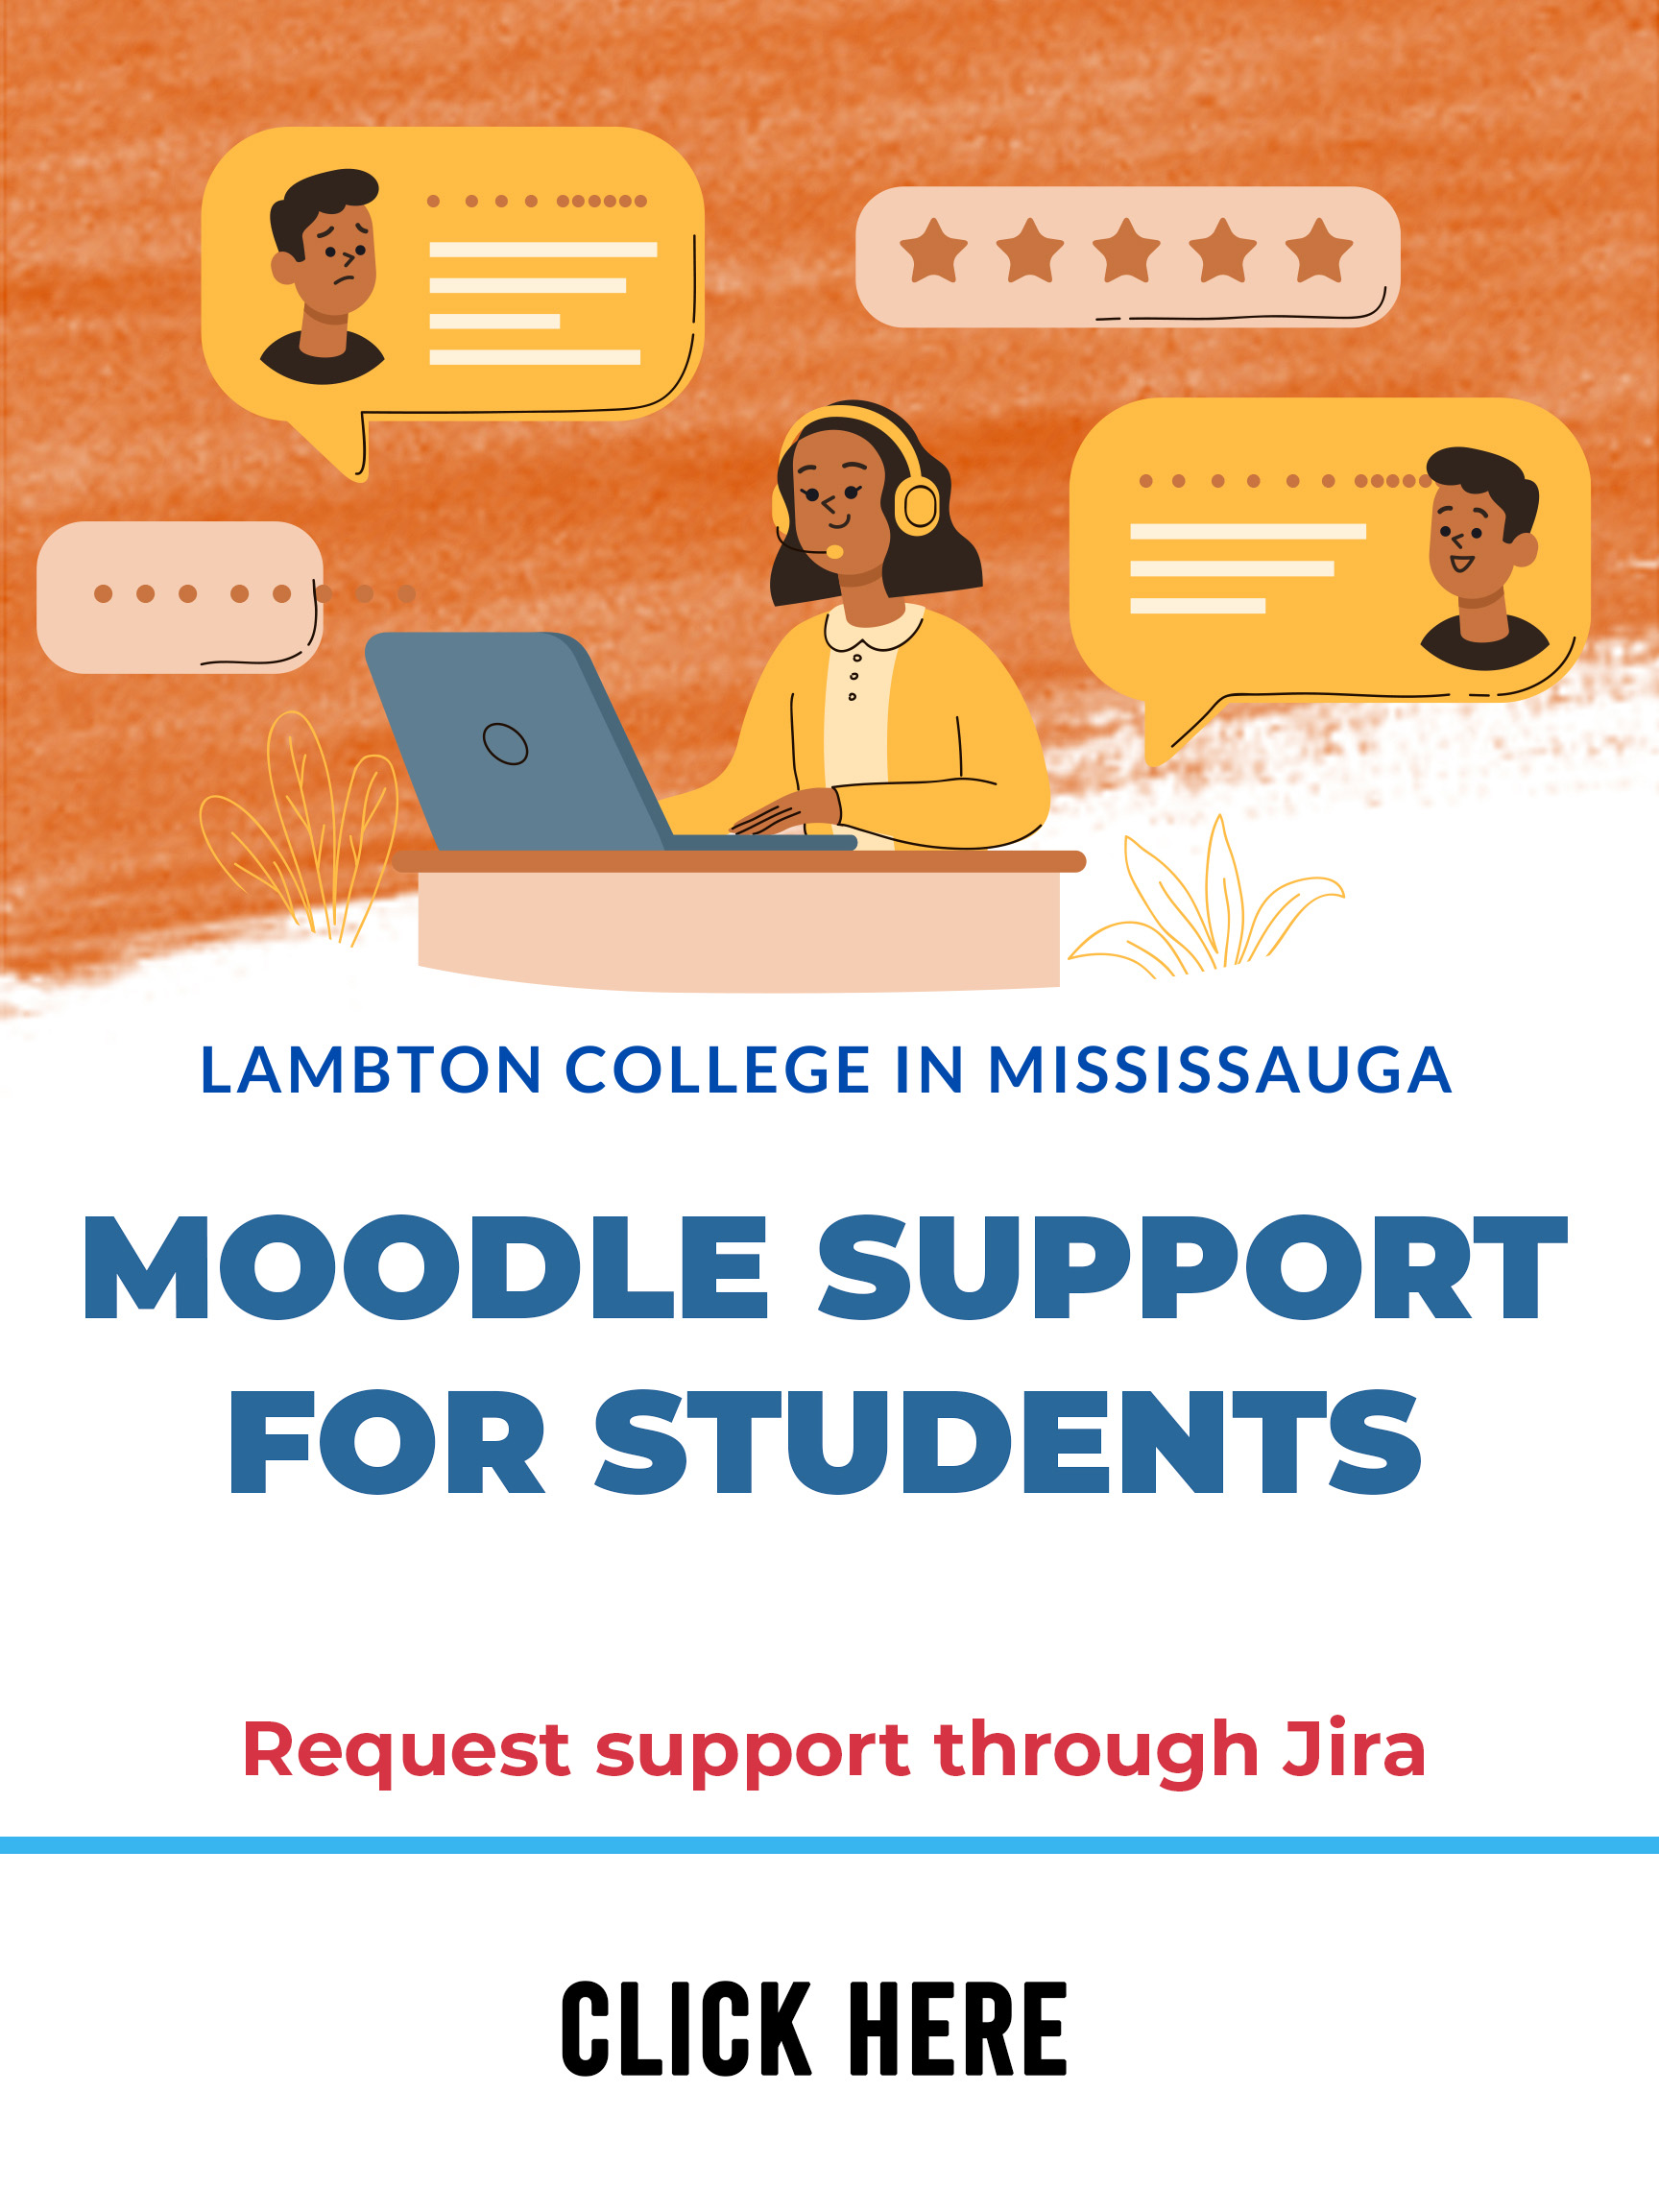 LAMBTON COLLEGE IN MISSISSAUGA
MOODLE SUPPORT
FOR STUDENTS
Request support through Jira
CLICK HERE